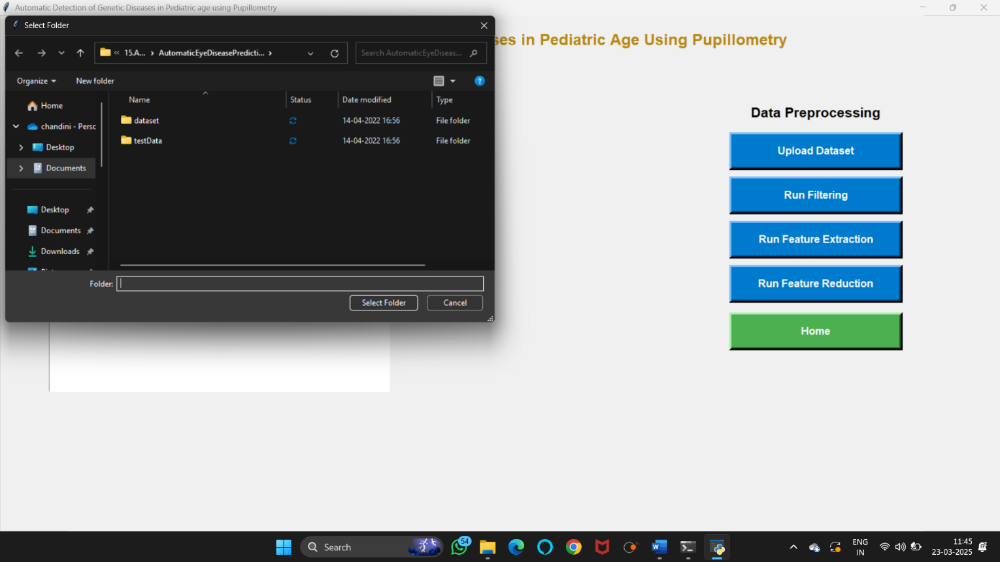 Automatic Detection of Genetic Diseases in Pediatric age using Pupillometry
Select Folder
ses in Pediatric Age Using Pupillometry
« 15.A... > AutomaticEyeDiseasePredicti... >
Search AutomaticEyeDiseas...
Organize
New folder
Name
Status
Date modified
Type
Home
chandini - Persc
Desktop
Documents
Desktop
Documents
Downloads
dataset
14-04-2022 16:56
File folder
testData
14-04-2022 16:56
File folder
Folder:
Select Folder
Cancel
Data Preprocessing
Upload Dataset
Run Filtering
Run Feature Extraction
Run Feature Reduction
Home
Search
54
ENG
IN
11:45
23-03-2025